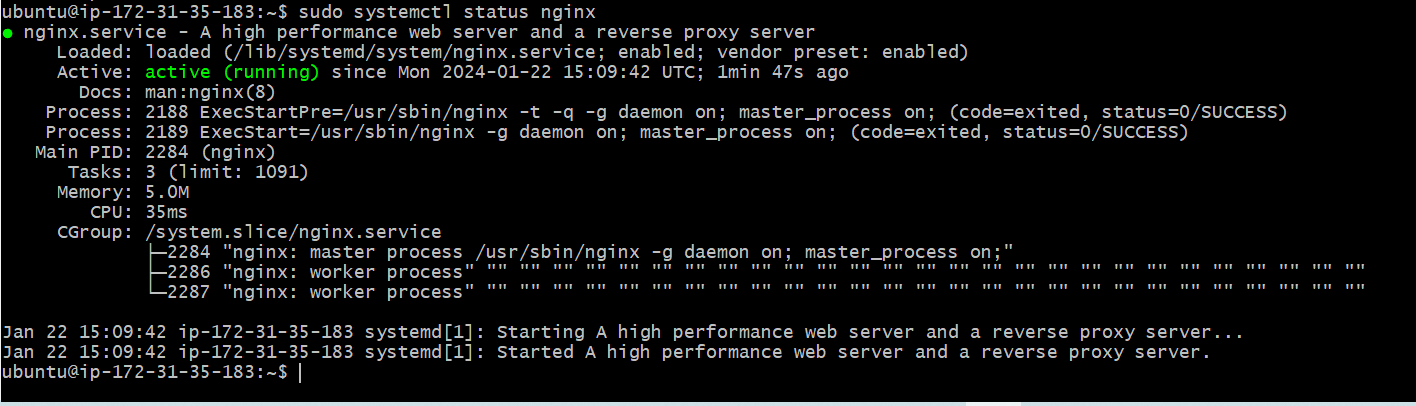 ubuntu@ip-172-31-35-183:~$ sudo systemctl status nginx
● nginx.service - A high performance web server and a reverse proxy server
     Loaded: loaded (/lib/systemd/system/nginx.service; enabled; vendor preset: enabled)
     Active: active (running) since Mon 2024-01-22 15:09:42 UTC; 1min 47s ago
       Docs: man:nginx(8)
    Process: 2188 ExecStartPre=/usr/sbin/nginx -t -q -g daemon on; master_process on; (code=exited, status=0/SUCCESS)
    Process: 2189 ExecStart=/usr/sbin/nginx -g daemon on; master_process on; (code=exited, status=0/SUCCESS)
   Main PID: 2284 (nginx)
      Tasks: 3 (limit: 1091)
     Memory: 5.0M
        CPU: 35ms
     CGroup: /system.slice/nginx.service
             ├─2284 "nginx: master process /usr/sbin/nginx -g daemon on; master_process on;"
             ├─2286 "nginx: worker process" "" "" "" "" "" "" "" "" "" "" "" "" "" "" "" "" "" "" "" "" "" "" "" "" "" "" ""
             └─2287 "nginx: worker process" "" "" "" "" "" "" "" "" "" "" "" "" "" "" "" "" "" "" "" "" "" "" "" "" "" "" ""

Jan 22 15:09:42 ip-172-31-35-183 systemd[1]: Starting A high performance web server and a reverse proxy server...
Jan 22 15:09:42 ip-172-31-35-183 systemd[1]: Started A high performance web server and a reverse proxy server.
ubuntu@ip-172-31-35-183:~$